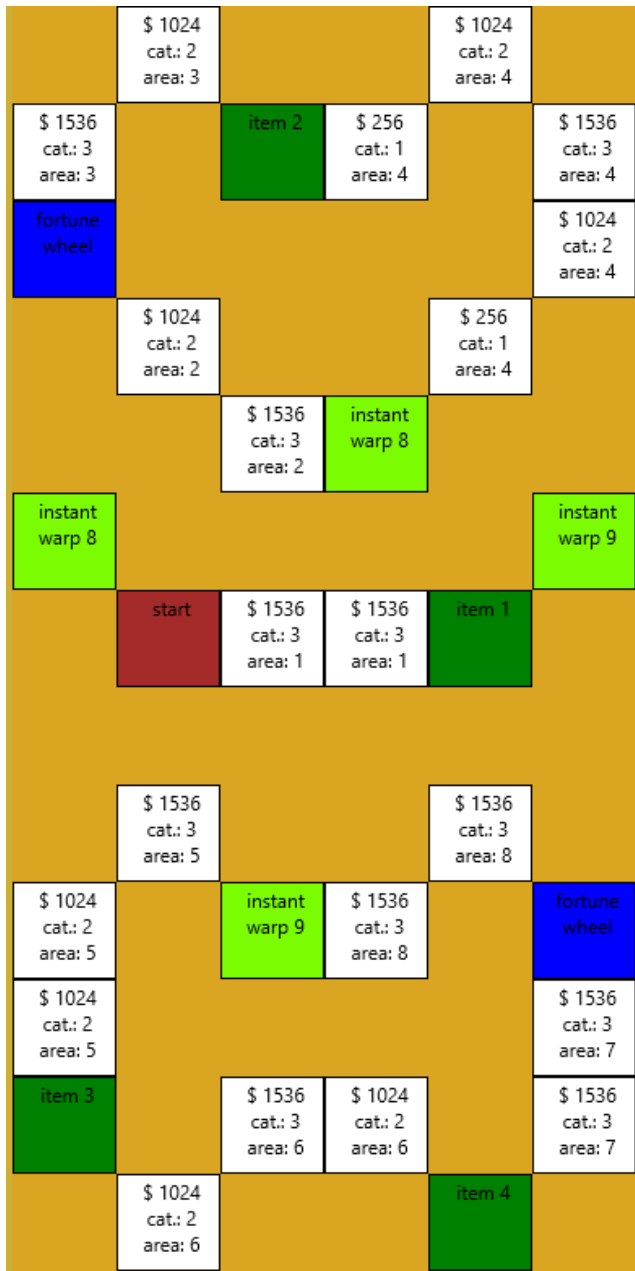 $ 1024
cat.: 2
area: 3
$ 1024
cat.: 2
area: 4
$ 1536
cat.: 3
area: 3
item 2
$ 256
cat.: 1
area: 4
$ 1536
cat.: 3
area: 4
fortune
wheel
$ 1024
cat.: 2
area: 4
$ 1024
cat.: 2
area: 2
$ 256
cat.: 1
area: 4
$ 1536
cat.: 3
area: 2
instant
warp 8
instant
warp 8
instant
warp 9
start
$ 1536
cat.: 3
area: 1
$ 1536
cat.: 3
area: 1
item 1
$ 1536
cat.: 3
area: 5
$ 1536
cat.: 3
area: 8
$ 1024
cat.: 2
area: 5
instant
warp 9
$ 1536
cat.: 3
area: 8
fortune
wheel
$ 1024
cat.: 2
area: 5
$ 1536
cat.: 3
area: 7
item 3
$ 1536
cat.: 3
area: 6
$ 1024
cat.: 2
area: 6
$ 1536
cat.: 3
area: 7
$ 1024
cat.: 2
area: 6
item 4